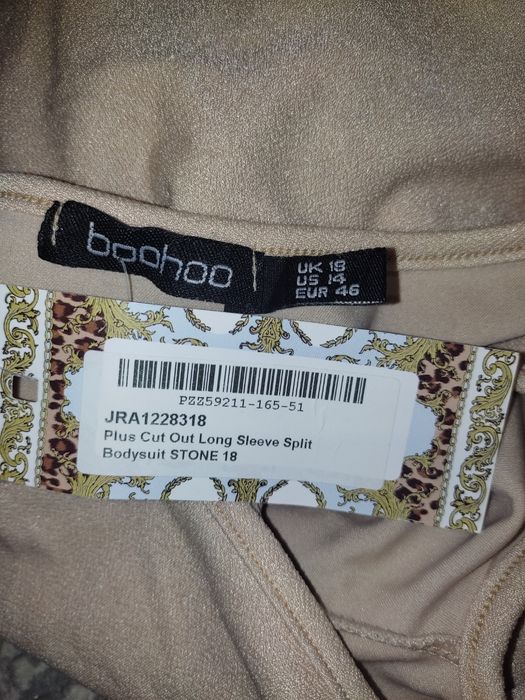 boohoo
UK 18
US 14
EUR 46
PZZ59211-165-51
JRA1228318
Plus Cut Out Long Sleeve Split
Bodysuit STONE 18